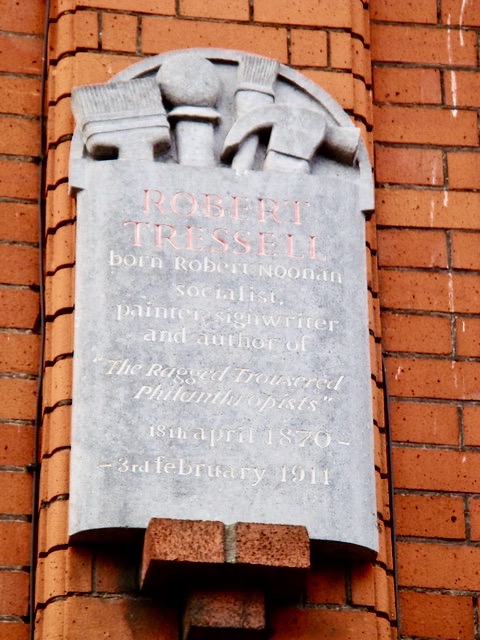 ROBERT
TRESSELL
born Robert Noonan
socialist,
painter, signwriter
and author of
"The Ragged Trousered
Philanthropists"
18th april 1870 –
– 3rd february 1911